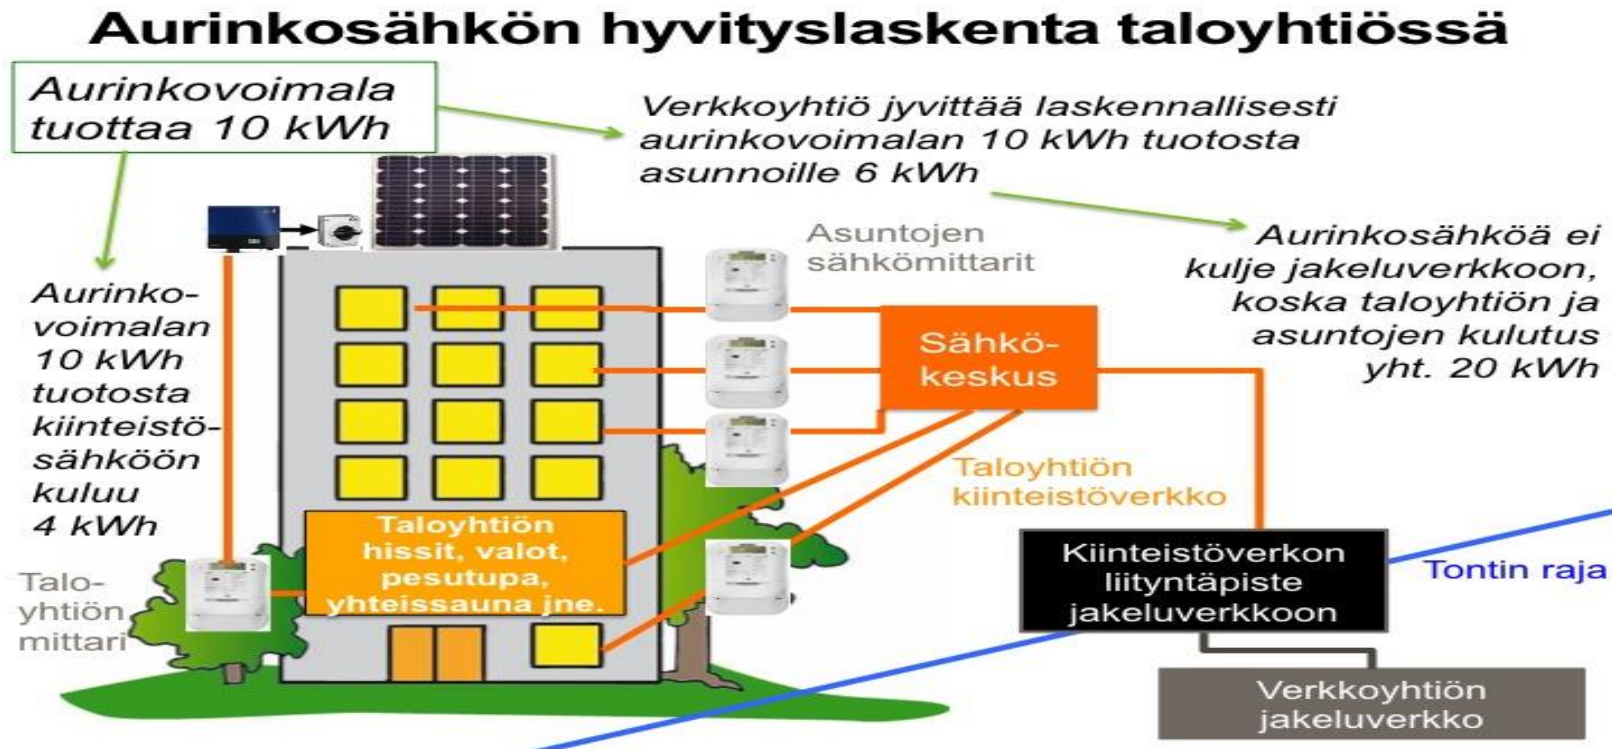 Aurinkosähkön hyvityslaskenta taloyhtiössä
Aurinkovoimala
tuottaa 10 kWh
Verkkoyhtiö jyvittää laskennallisesti
aurinkovoimalan 10 kWh tuotosta
asunnoille 6 kWh
Aurinkosähköä ei
kulje jakeluverkkoon,
koska taloyhtiön ja
asuntojen kulutus
yht. 20 kWh
Asuntojen
sähkömittarit
Aurinko-
voimalan
10 kWh
tuotosta
kiinteistö-
sähköön
kuluu
4 kWh
Sähkö-
keskus
Taloyhtiön
kiinteistöverkko
Taloyhtiön
hissit, valot,
pesutupa,
yhteissauna jne.
Talo-
yhtiön
mittari
Kiinteistöverkon
liityntäpiste
jakeluverkkoon
Tontin raja
Verkkoyhtiön
jakeluverkko